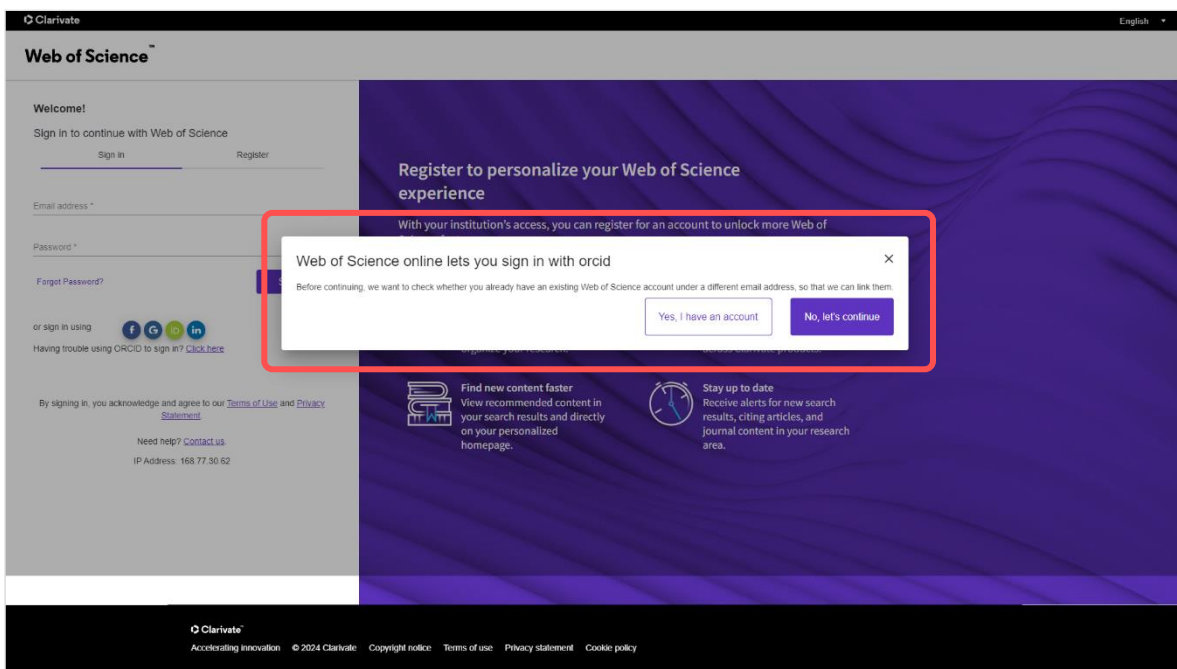 Clarivate
English
Web of Science™
Welcome!
Sign in to continue with Web of Science
Sign in Register
Email address *
Password *
Forgot Password?
or sign in using
Having trouble using ORCID to sign in? Click here
By signing in, you acknowledge and agree to our Terms of Use and Privacy
Statement.
Need help? Contact us.
IP Address: 168.77.30.62
Register to personalize your Web of Science
experience
With your institution's access, you can register for an account to unlock more Web of
Web of Science online lets you sign in with orcid
Before continuing, we want to check whether you already have an existing Web of Science account under a different email address, so that we can link them.
Yes, I have an account
No, let's continue
organize your research.
across Clarivate products.
Find new content faster
View recommended content in
your search results and directly
on your personalized
homepage.
Stay up to date
Receive alerts for new search
results, citing articles, and
journal content in your research
area.
Clarivate™
Accelerating innovation © 2024 Clarivate Copyright notice Terms of use Privacy statement Cookie policy